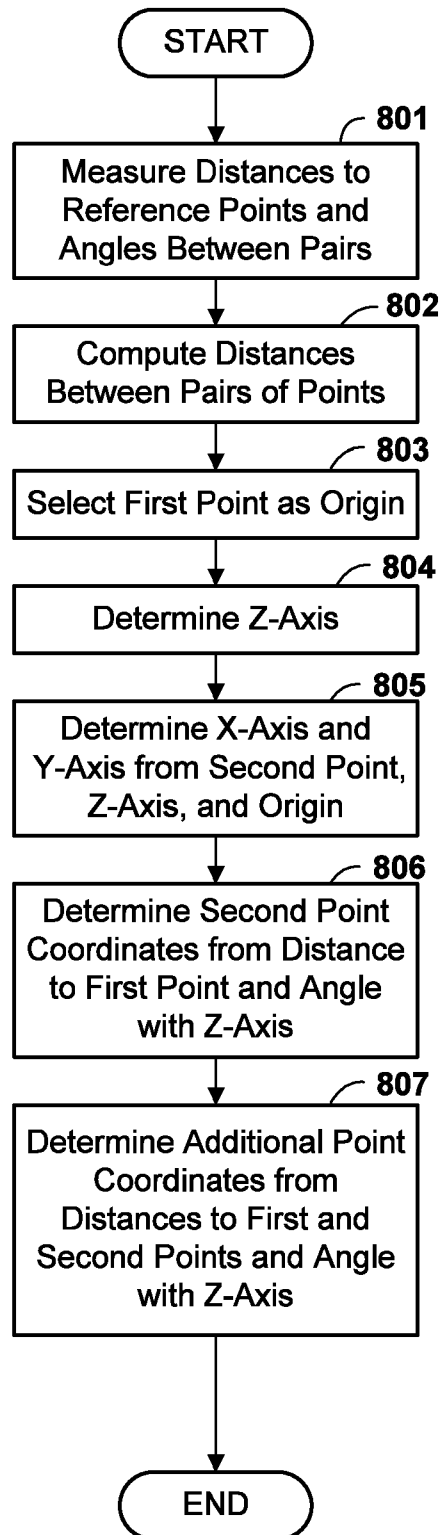 START
801
Measure Distances to
Reference Points and
Angles Between Pairs
802
Compute Distances
Between Pairs of Points
803
Select First Point as Origin
804
Determine Z-Axis
805
Determine X-Axis and
Y-Axis from Second Point,
Z-Axis, and Origin
806
Determine Second Point
Coordinates from Distance
to First Point and Angle
with Z-Axis
807
Determine Additional Point
Coordinates from
Distances to First and
Second Points and Angle
with Z-Axis
END